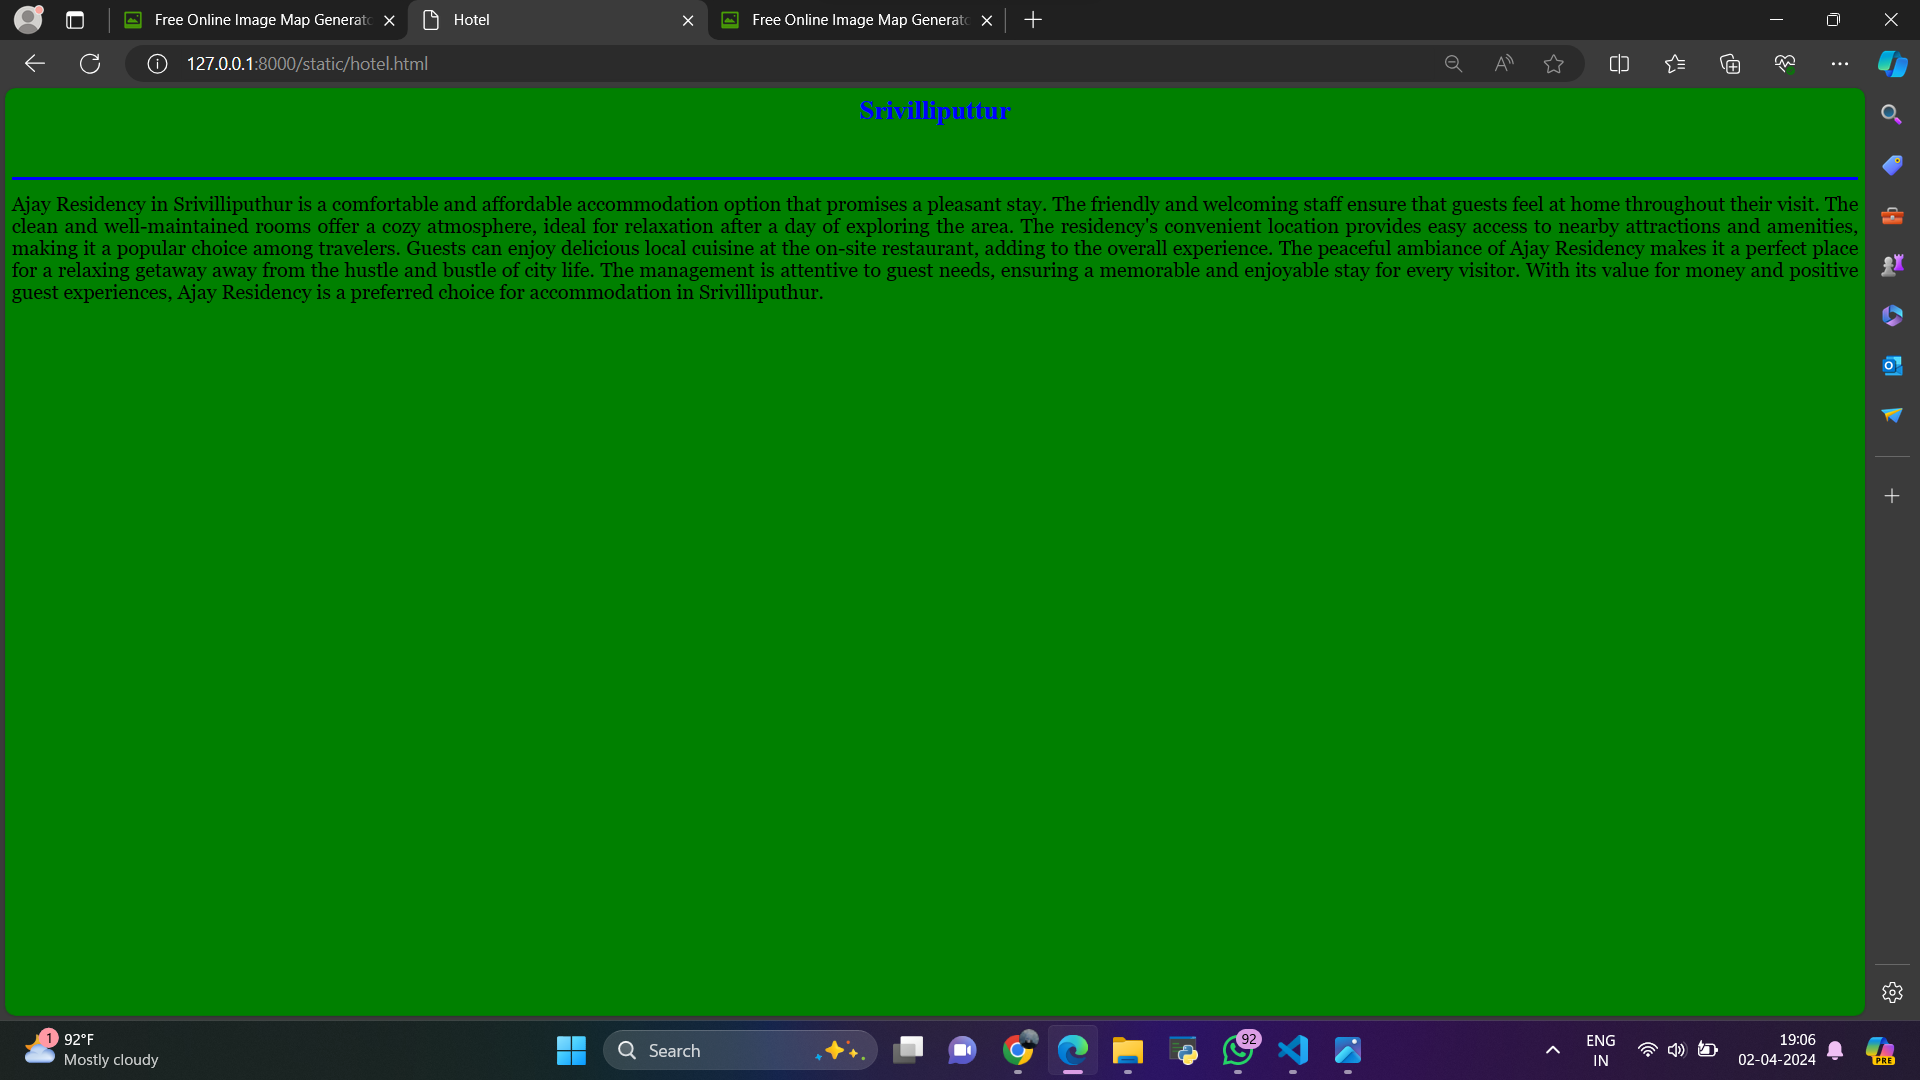 Free Online Image Map Generato
Hotel
Free Online Image Map Generato
127.0.0.1:8000/static/hotel.html
Srivilliputtur
Ajay Residency in Srivilliputhur is a comfortable and affordable accommodation option that promises a pleasant stay. The friendly and welcoming staff ensure that guests feel at home throughout their visit. The
clean and well-maintained rooms offer a cozy atmosphere, ideal for relaxation after a day of exploring the area. The residency's convenient location provides easy access to nearby attractions and amenities,
making it a popular choice among travelers. Guests can enjoy delicious local cuisine at the on-site restaurant, adding to the overall experience. The peaceful ambiance of Ajay Residency makes it a perfect place
for a relaxing getaway away from the hustle and bustle of city life. The management is attentive to guest needs, ensuring a memorable and enjoyable stay for every visitor. With its value for money and positive
guest experiences, Ajay Residency is a preferred choice for accommodation in Srivilliputhur.
1
92°F
Mostly cloudy
Search
92
ENG
IN
19:06
02-04-2024
PRE